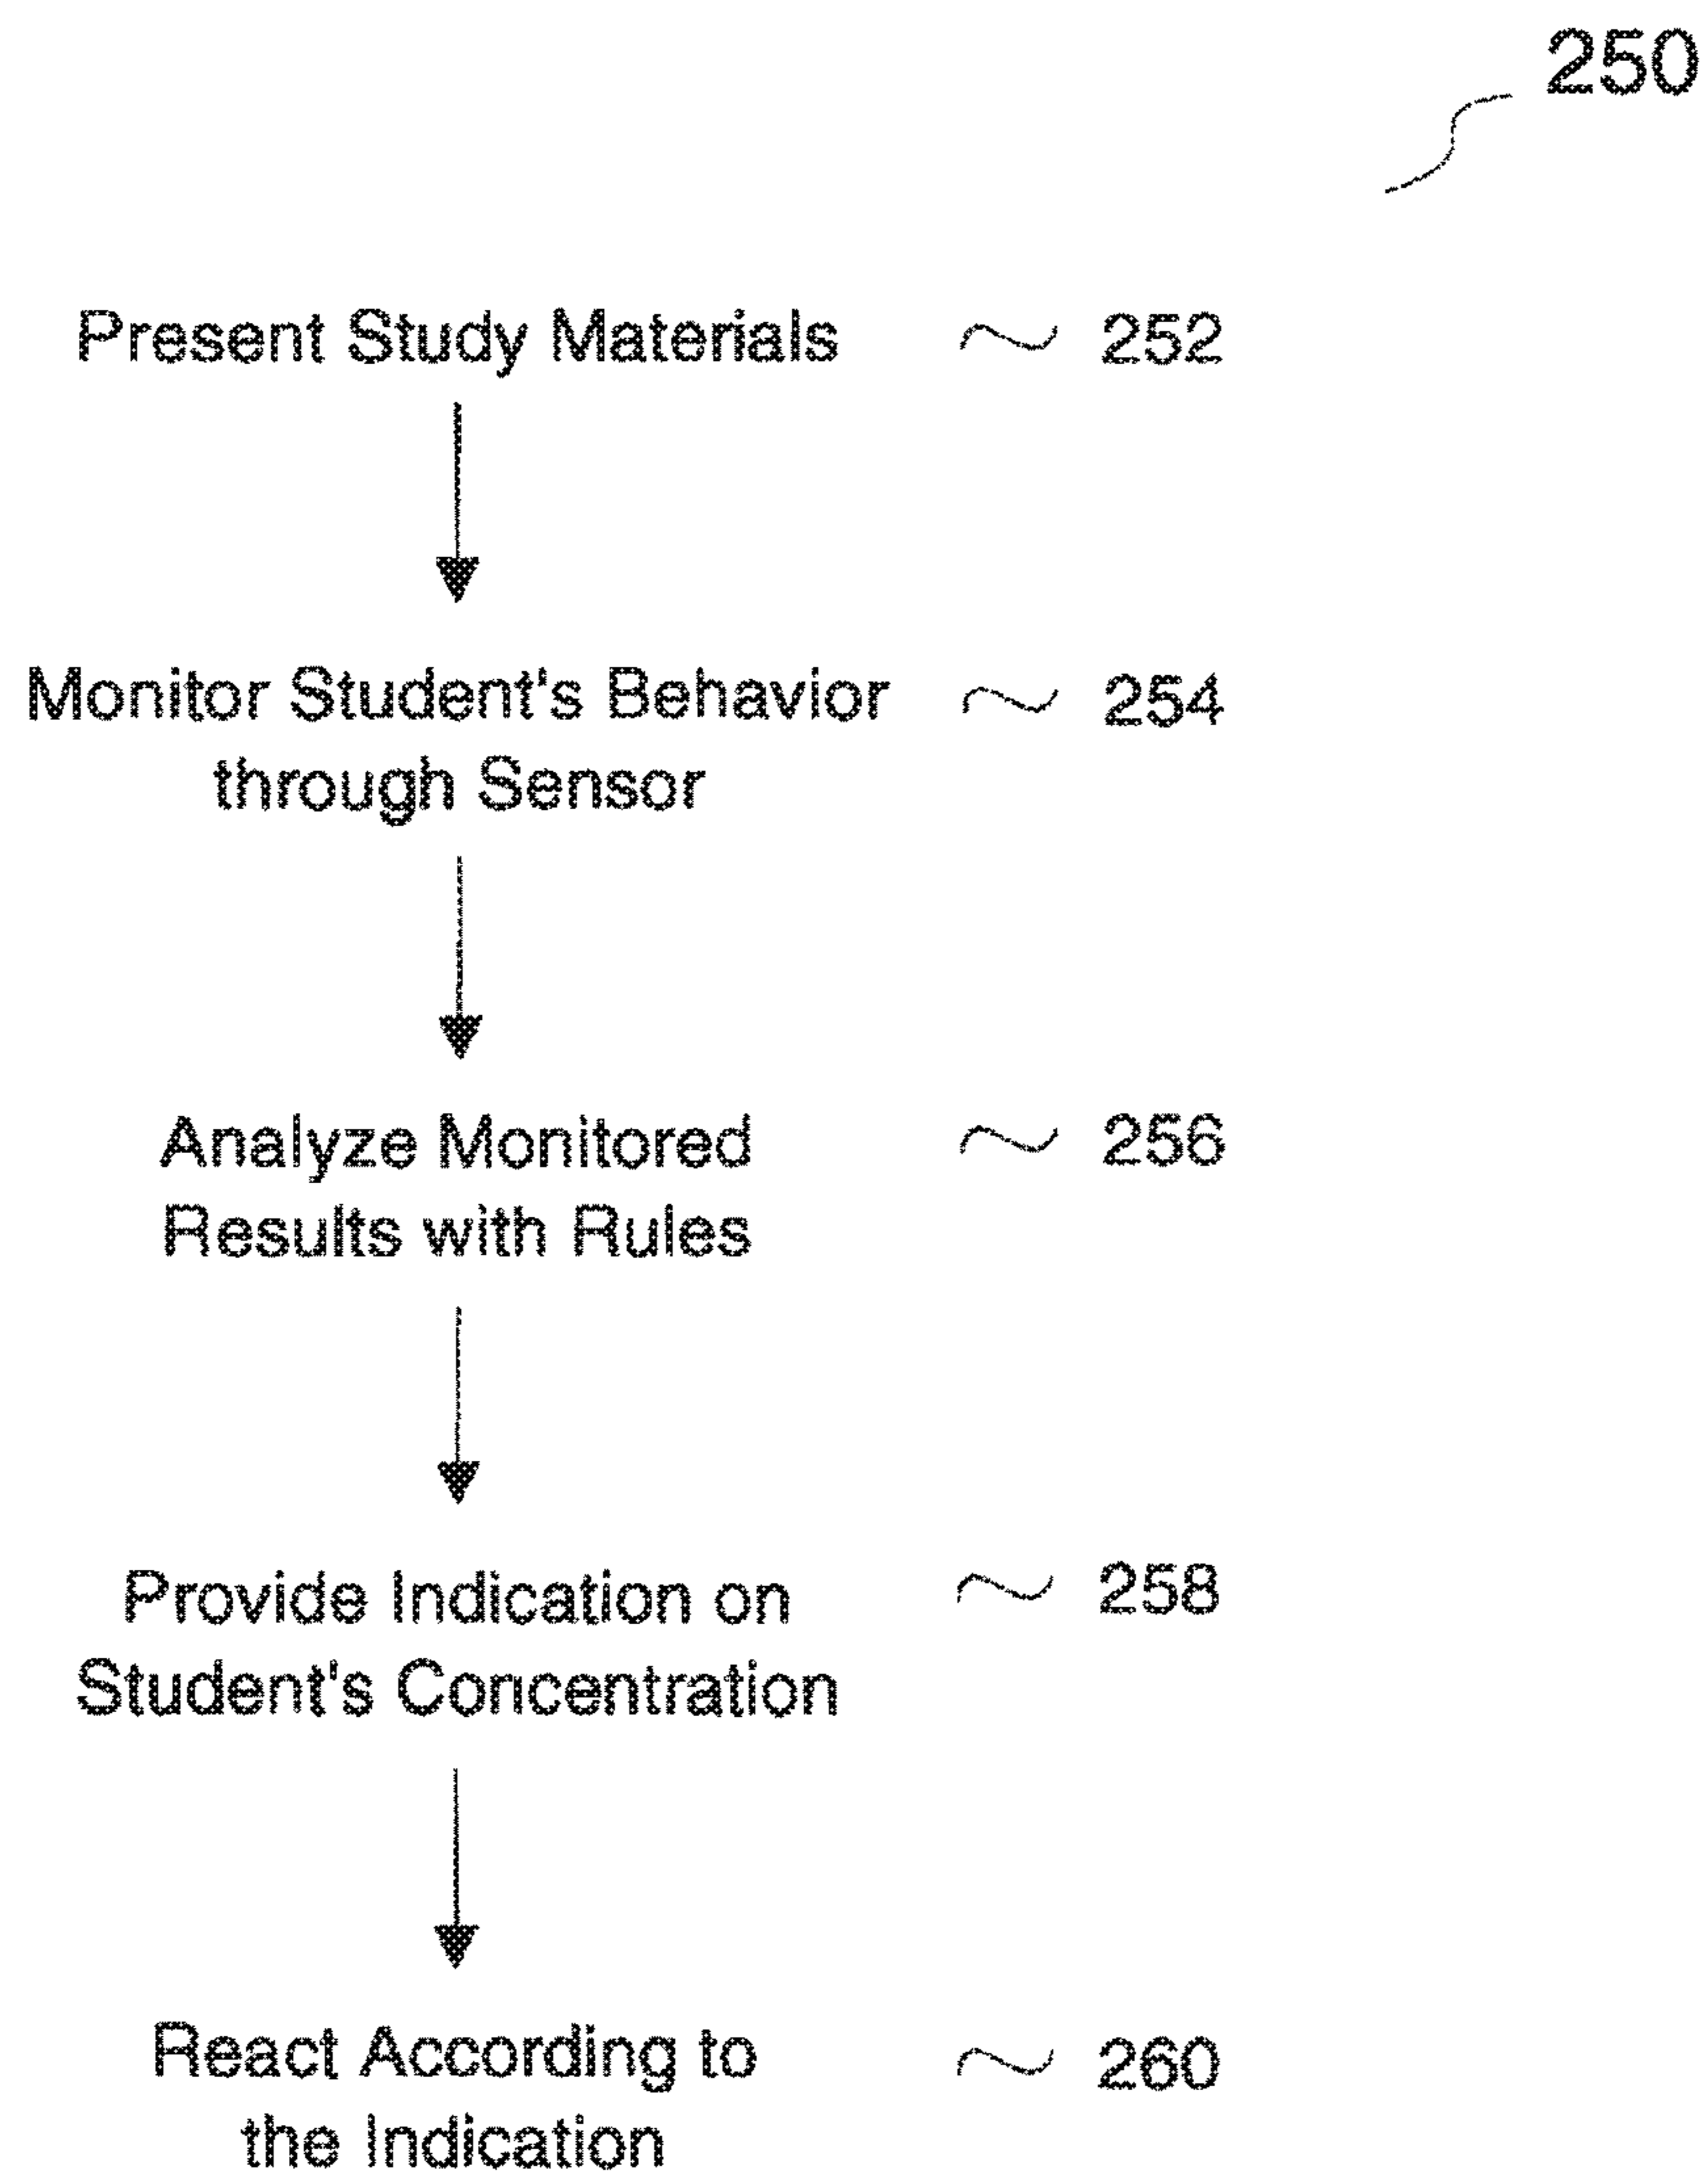 250
Present Study Materials 252
Monitor Student's Behavior 254
through Sensor
Analyze Monitored 256
Results with Rules
Provide Indication on 258
Student's Concentration
React According to 260
the Indication